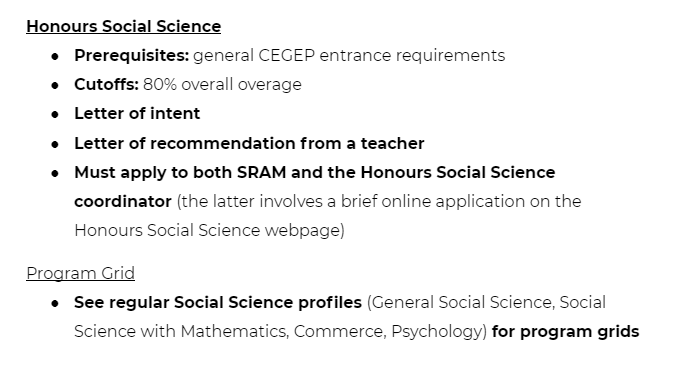 Honours Social Science
● Prerequisites: general CEGEP entrance requirements
● Cutoffs: 80% overall overage
● Letter of intent
● Letter of recommendation from a teacher
● Must apply to both SRAM and the Honours Social Science
coordinator (the latter involves a brief online application on the
Honours Social Science webpage)
Program Grid
● See regular Social Science profiles (General Social Science, Social
Science with Mathematics, Commerce, Psychology) for program grids